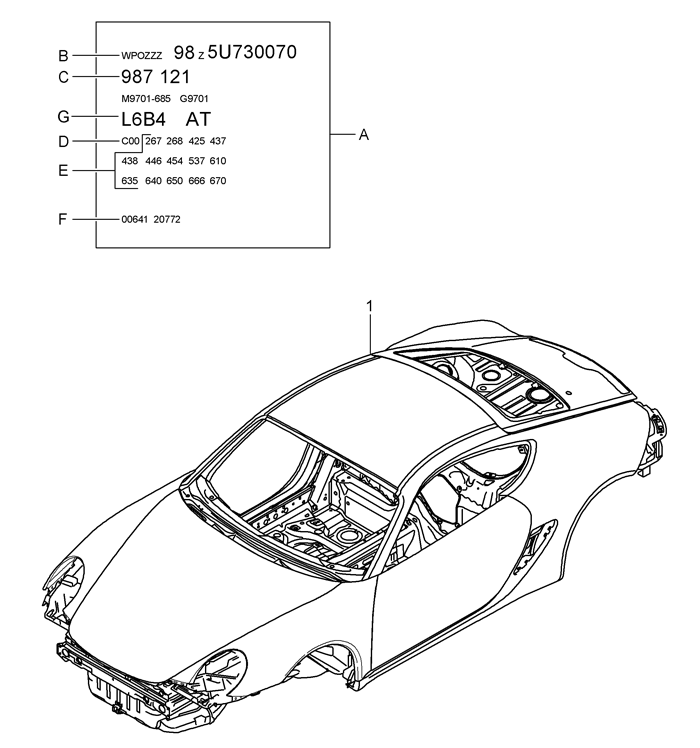 B WPOZZZ 98 Z 5U730070
C 987 121
M9701-685 G9701
G L6B4 AT
A
D C00 267 268 425 437
438 446 454 537 610
E
635 640 650 666 670
F 00641 20772
1